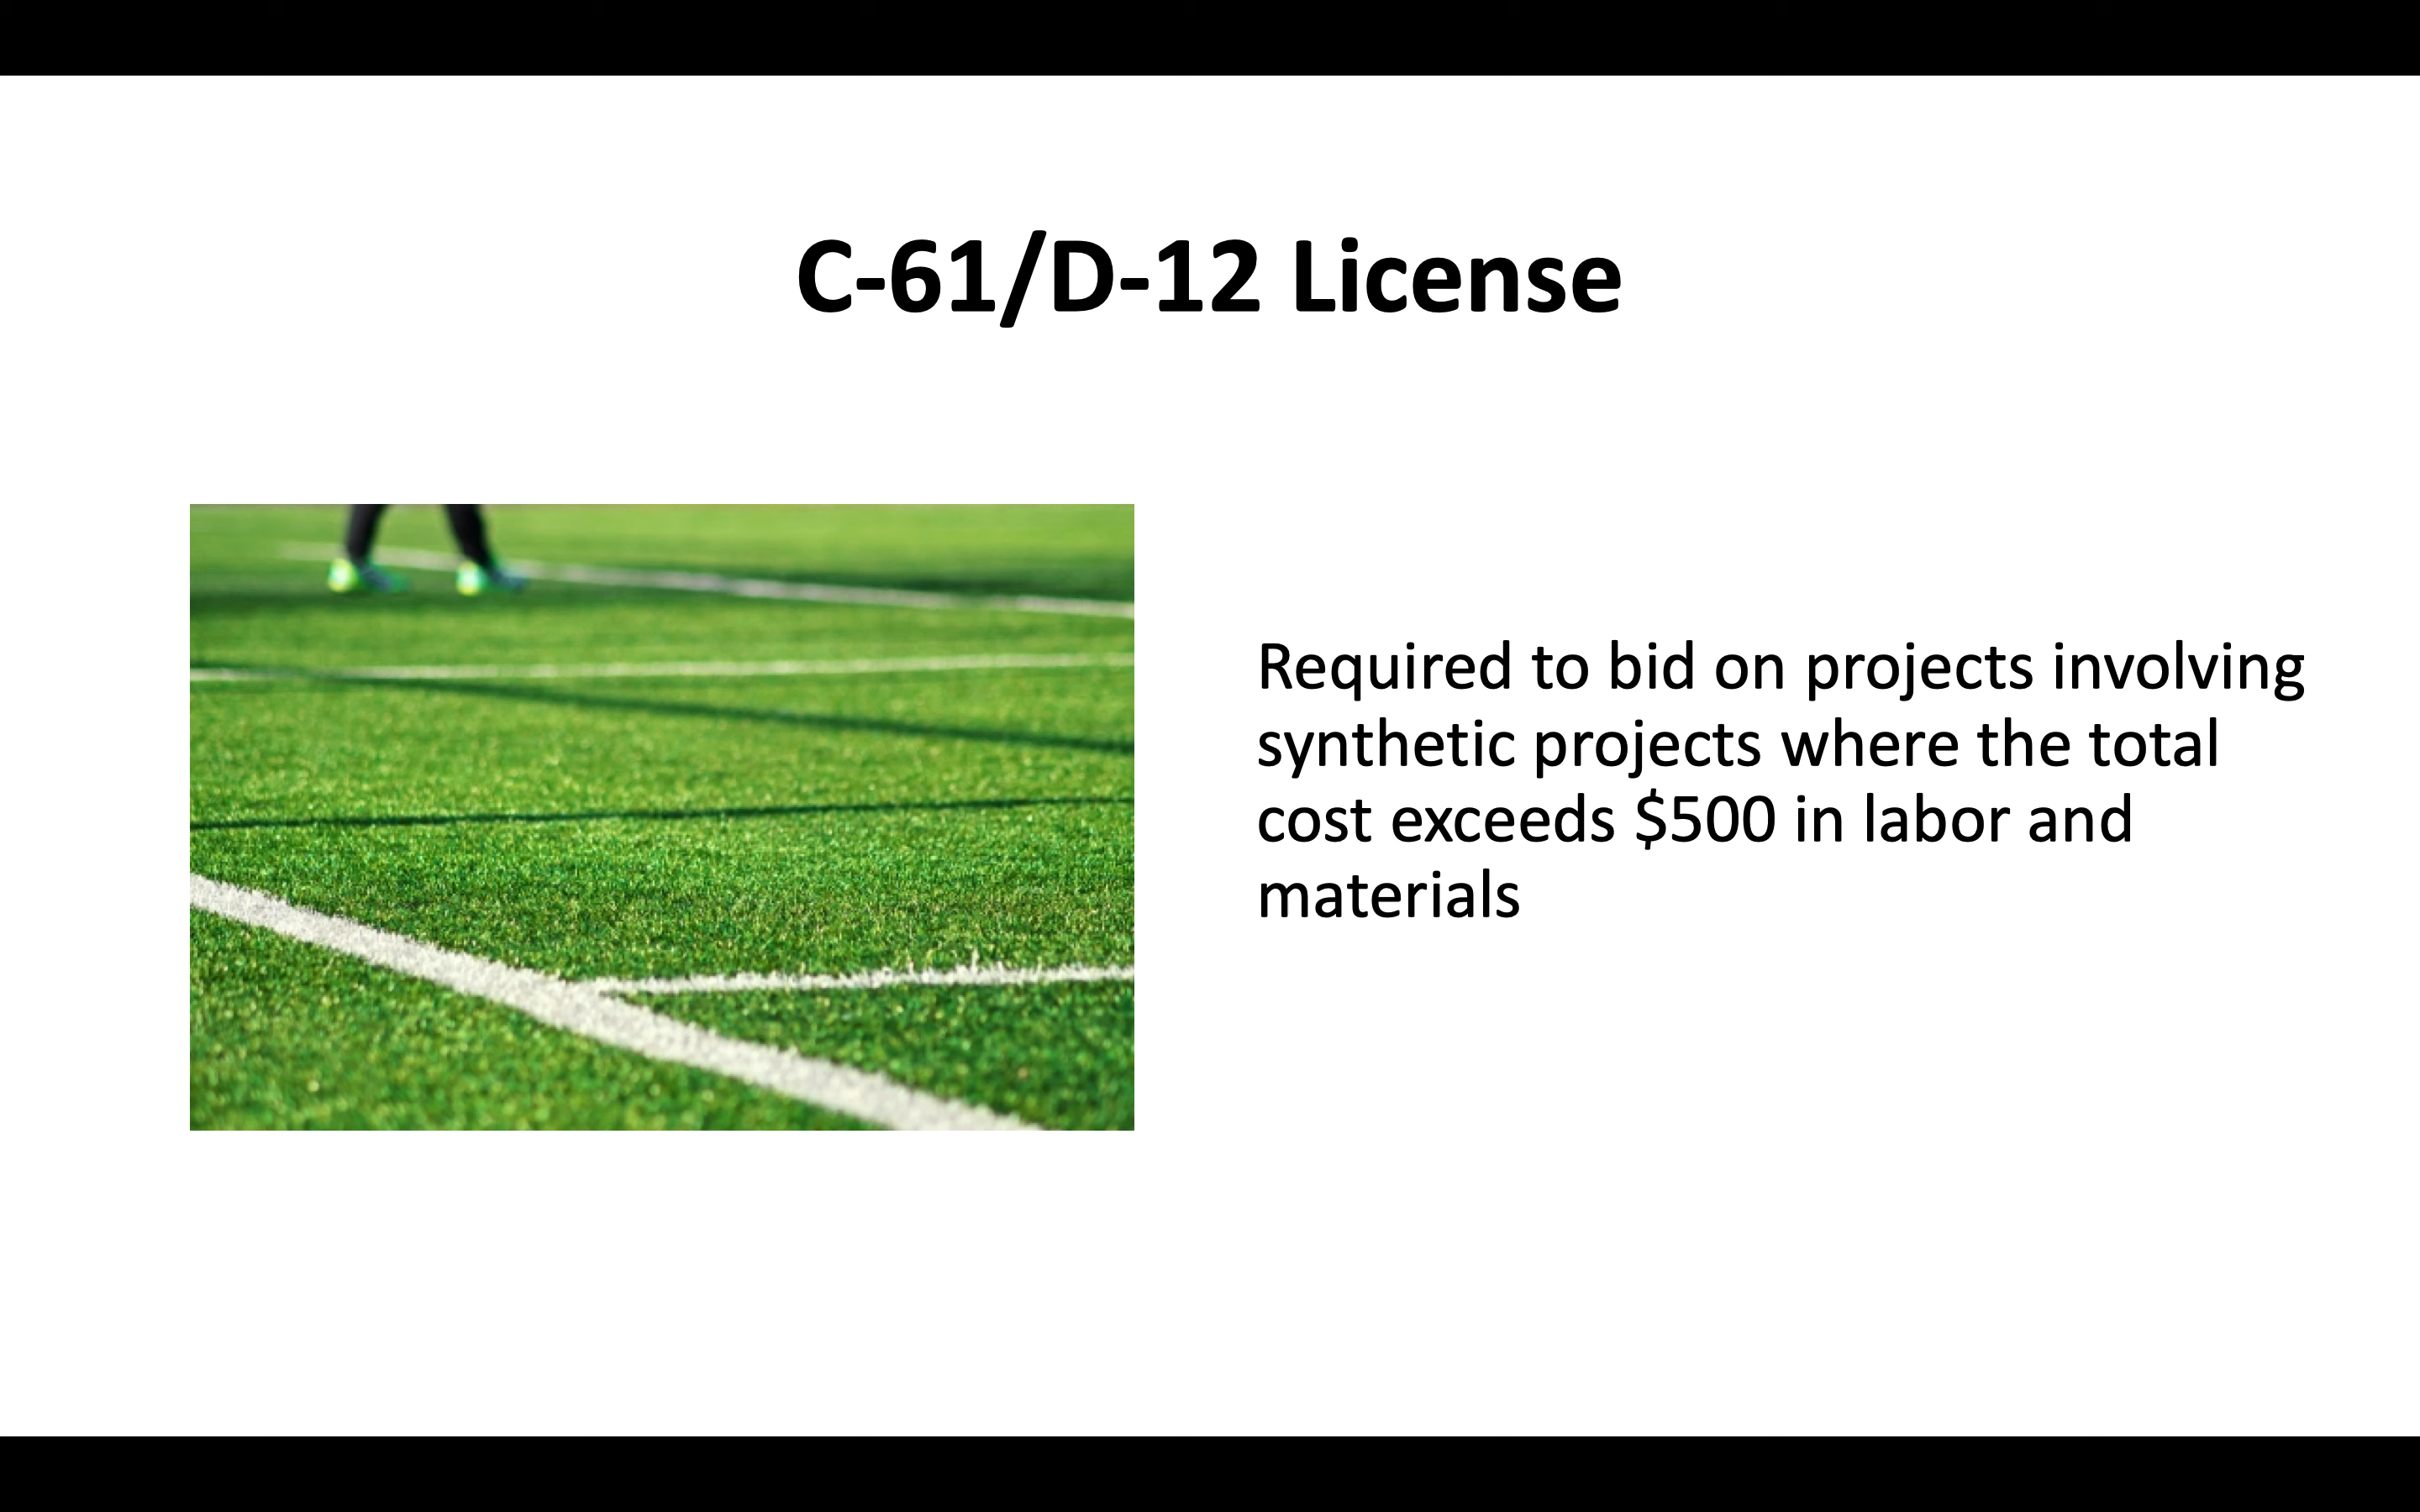 C-61/D-12 License
Required to bid on projects involving
synthetic projects where the total
cost exceeds $500 in labor and
materials